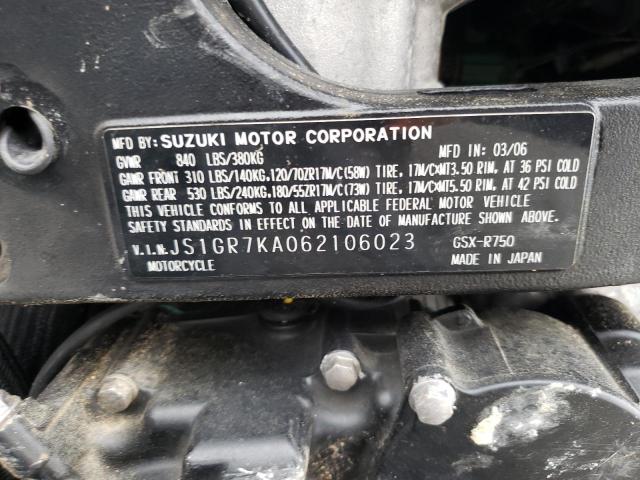 MFD BY: SUZUKI MOTOR CORPORATION MFD IN: 03/06
GVWR 840 LBS/380KG
GAWR FRONT 310 LBS/140KG,120/70ZR17M/C(58W) TIRE, 17M/C×MT3.50 RIM, AT 36 PSI COLD
GAWR REAR 530 LBS/240KG,180/55ZR17M/C(73W) TIRE, 17M/C×MT5.50 RIM, AT 42 PSI COLD
THIS VEHICLE CONFORMS TO ALL APPLICABLE FEDERAL MOTOR VEHICLE
SAFETY STANDARDS IN EFFECT ON THE DATE OF MANUFACTURE SHOWN ABOVE.
V.I.N. JS1GR7KA062106023 GSX-R750
MOTORCYCLE MADE IN JAPAN